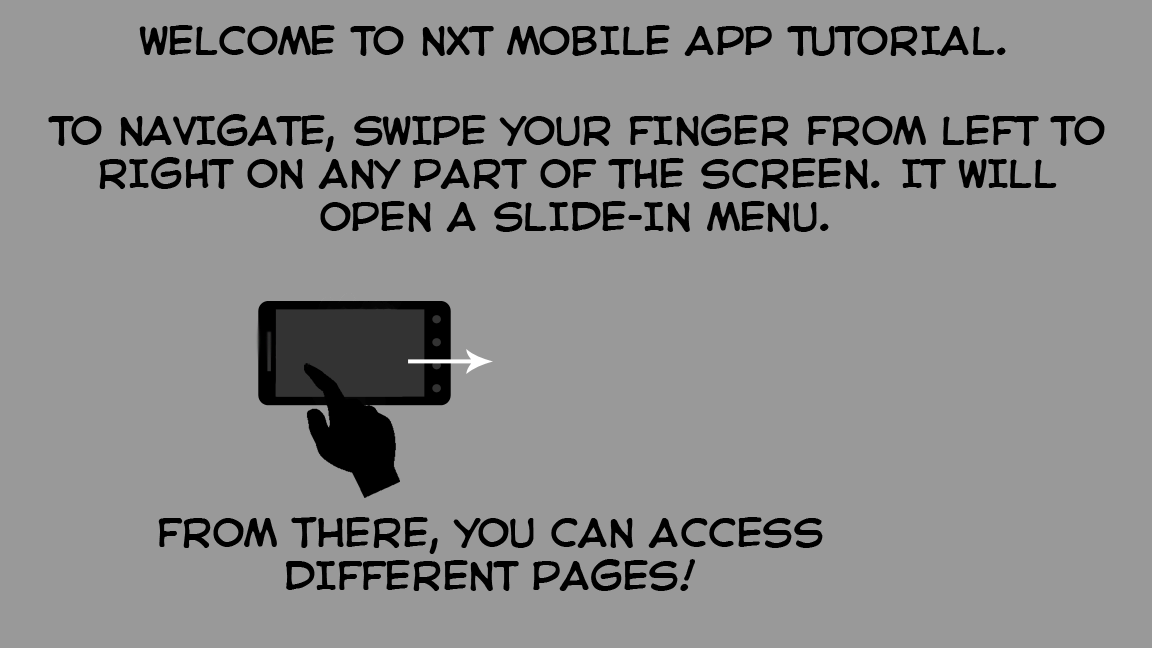 WELCOME TO NXT MOBILE APP TUTORIAL.
TO NAVIGATE, SWIPE YOUR FINGER FROM LEFT TO
RIGHT ON ANY PART OF THE SCREEN. IT WILL
OPEN A SLIDE-IN MENU.
FROM THERE, YOU CAN ACCESS
DIFFERENT PAGES!